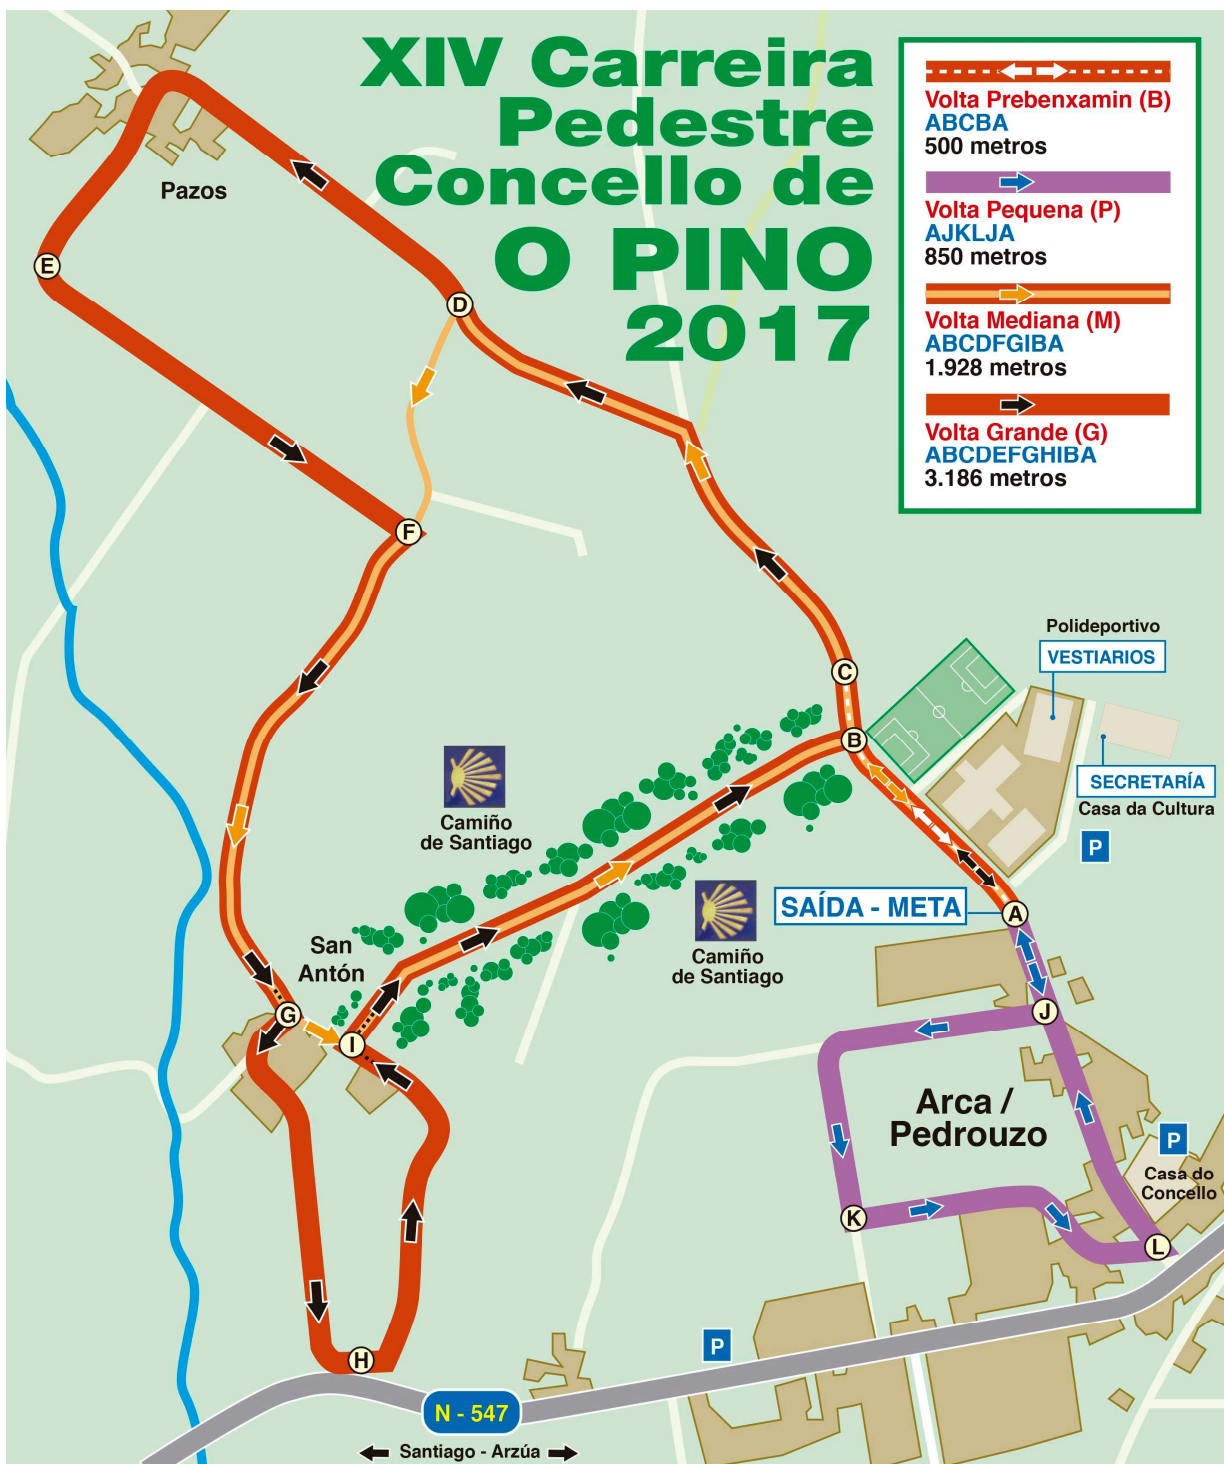 XIV Carreira
Pedestre
Concello de
O PINO
2017
Volta Prebenxamin (B)
ABCBA
500 metros
Volta Pequena (P)
AJKLJA
850 metros
Volta Mediana (M)
ABCDFGIBA
1.928 metros
Volta Grande (G)
ABCDEFGHIBA
3.186 metros
Pazos
E
D
F
C
B
Polideportivo
VESTIARIOS
SECRETARÍA
Casa da Cultura
P
Camiño
de Santiago
SAÍDA - META
A
Camiño
de Santiago
San
Antón
G
I
J
Arca /
Pedrouzo
P
Casa do
Concello
K
L
H
P
N - 547
Santiago - Arzúa